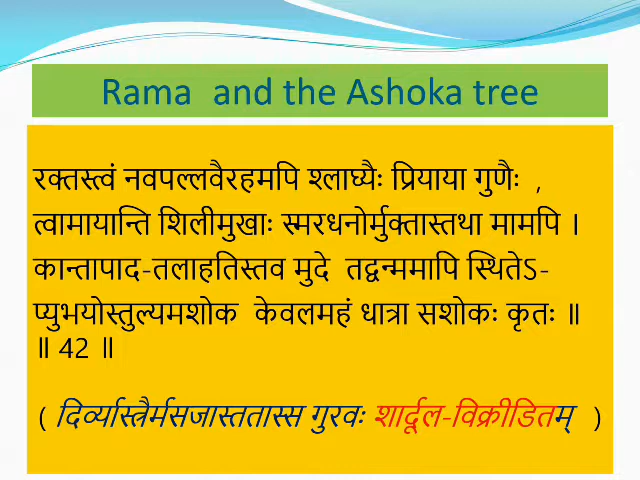 Rama and the Ashoka tree
रक्तस्त्वं नवपल्लवैरहमपि श्लाघ्यैः प्रियाया गुणैः ,
त्वामायान्ति शिलीमुखाः स्मरधनोर्मुक्तास्तथा मामपि ।
कान्तापाद-तलाहतिस्तव मुदे तद्वन्ममापि स्थितेऽ-
प्युभयोस्तुल्यमशोक केवलमहं धात्रा सशोकः कृतः ॥
॥ 42 ॥
( दिव्यार्स्त्रैर्मसजास्ततास्स गुरवः शार्दूल-विक्रीडितम् )